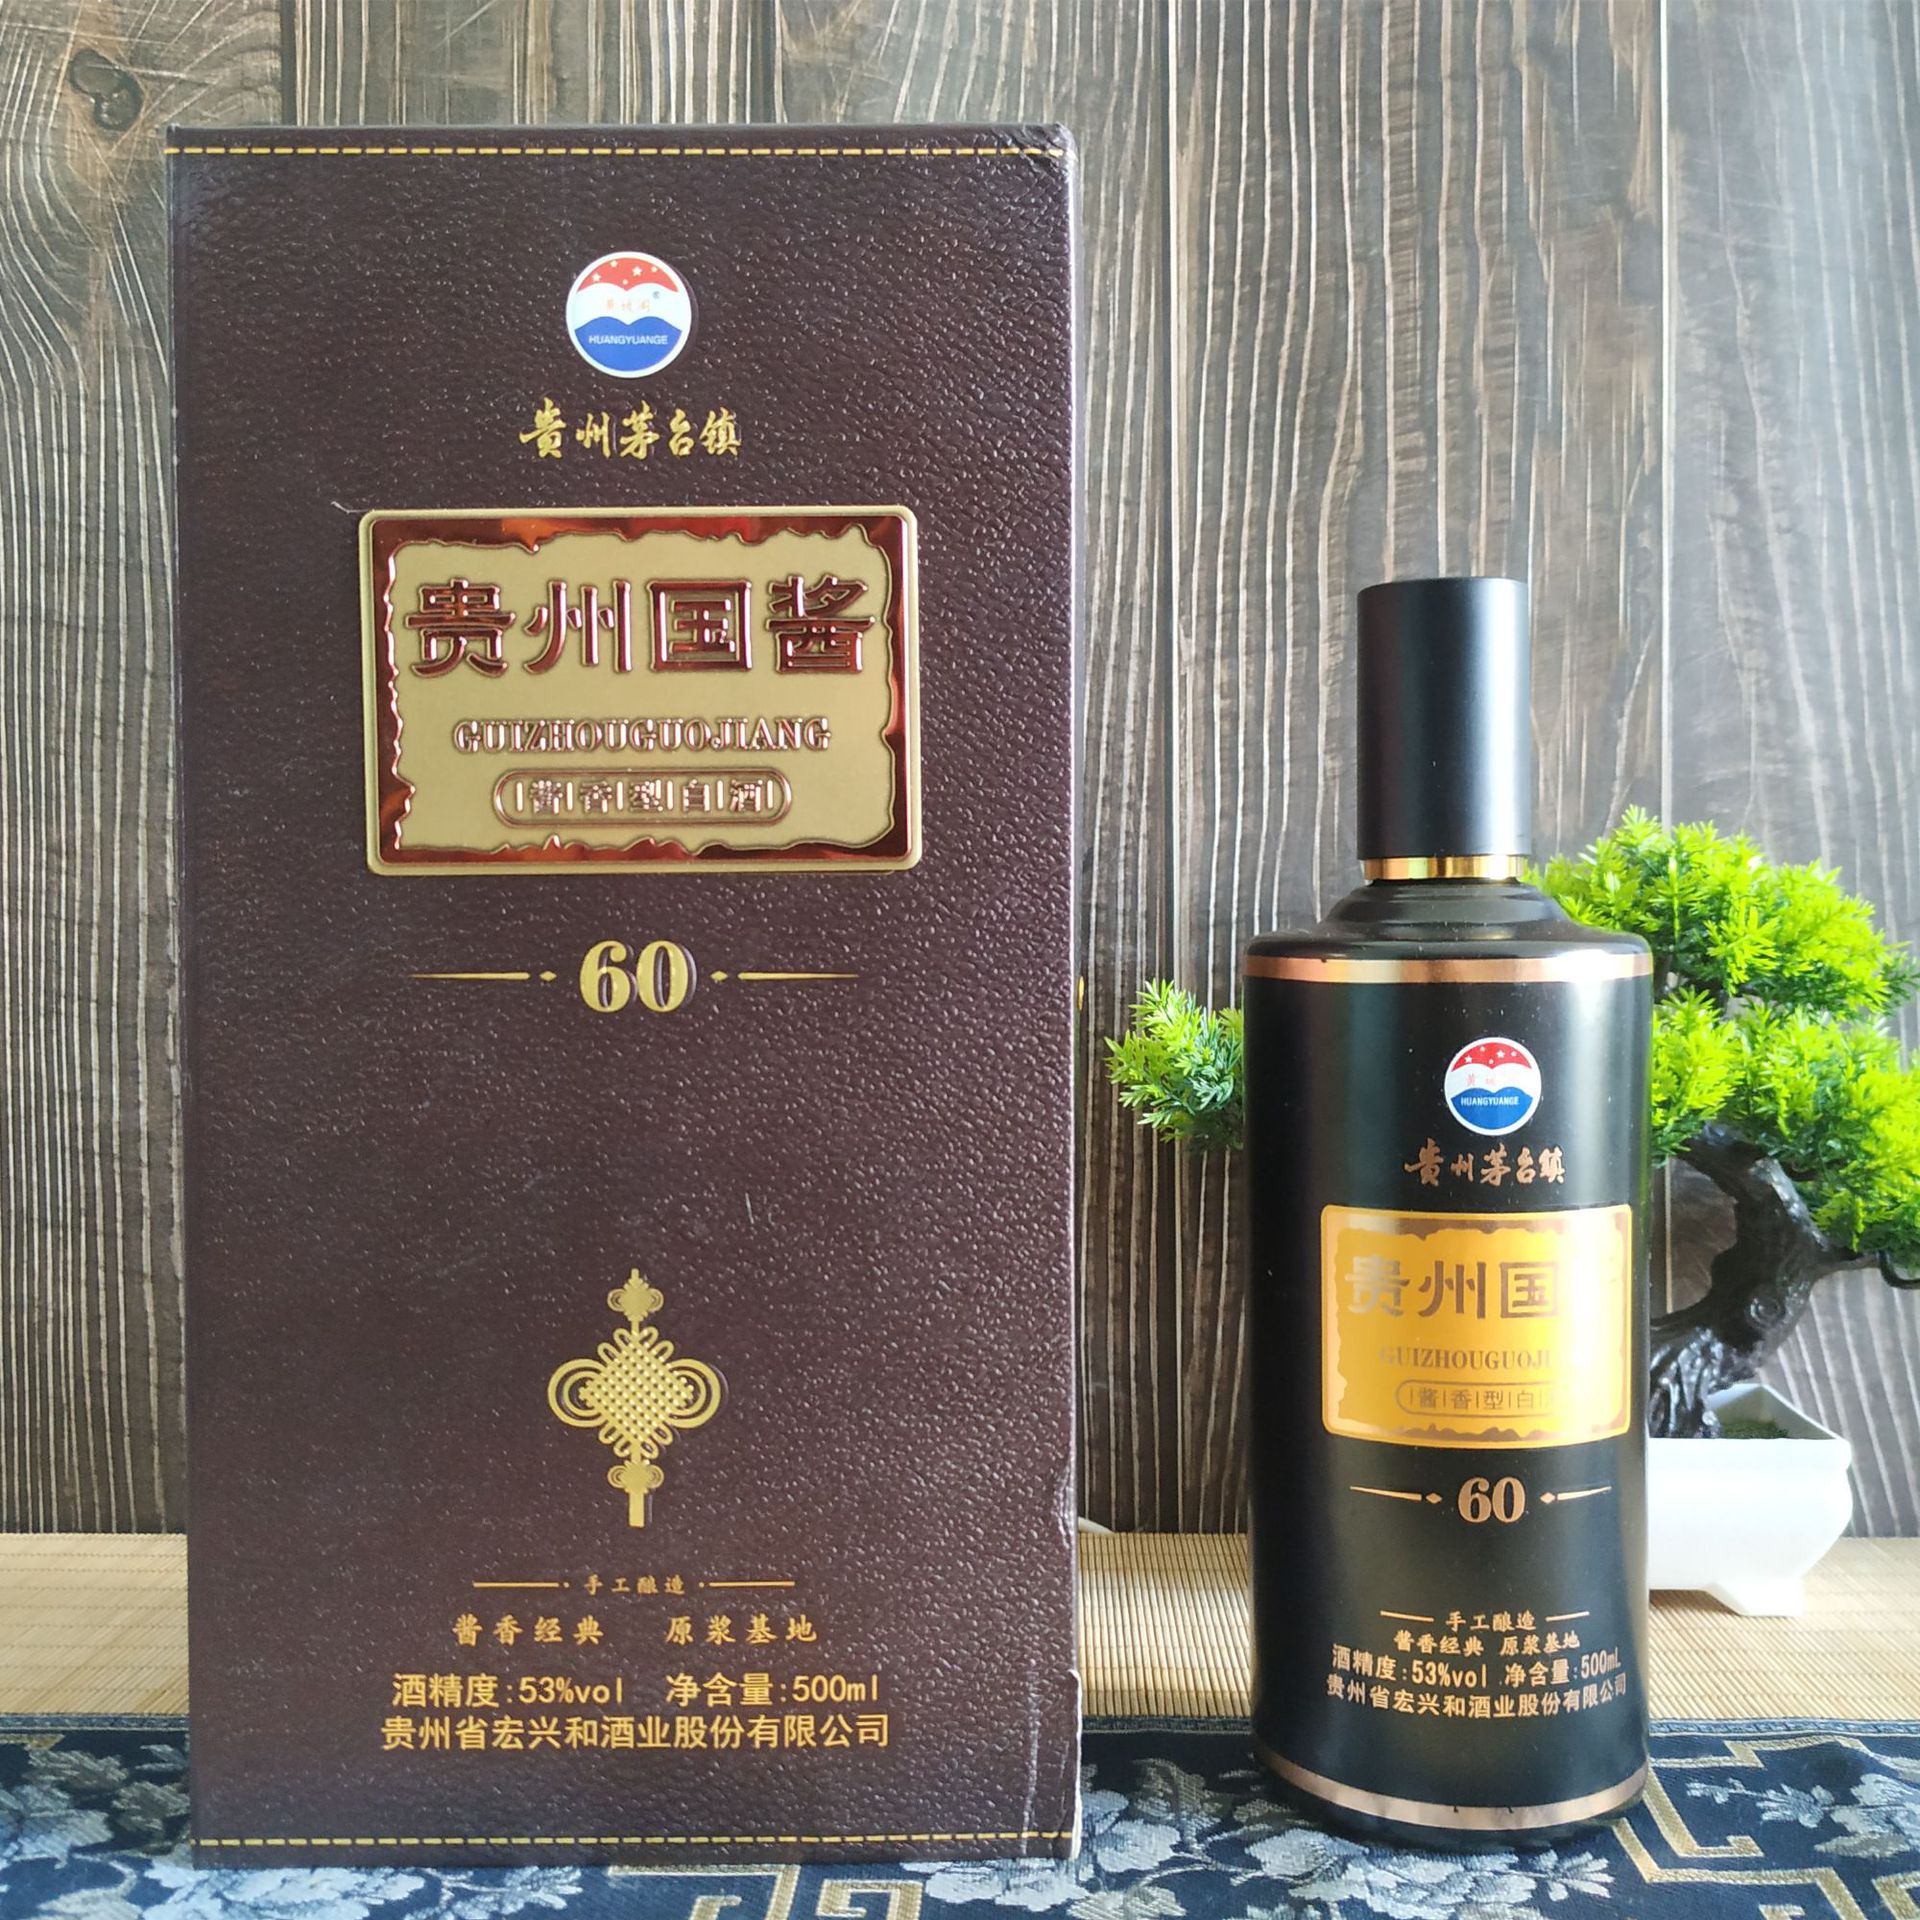 HUANGYUANGE
贵州茅台镇
贵州国酱
GUIZHOUGUOJIANG
酱香型白酒
60
手工酿造
酱香经典 原浆基地
酒精度:53%vol 净含量:500ml
贵州省宏兴和酒业股份有限公司
HUANGYUANGE
贵州茅台镇
贵州国
GUIZHOUGUOJI
酱香型白
60
手工酿造
酱香经典 原浆基地
酒精度:53%vol 净含量:500mL
贵州省宏兴和酒业股份有限公司